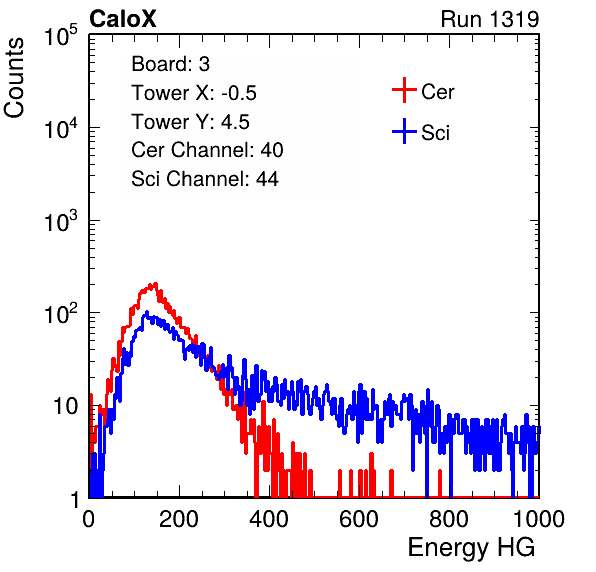 CaloX Run 1319
Counts
Board: 3
Tower X: -0.5
Tower Y: 4.5
Cer Channel: 40
Sci Channel: 44
Cer
Sci
10^5
10^4
10^3
10^2
10
1
0 200 400 600 800 1000
Energy HG